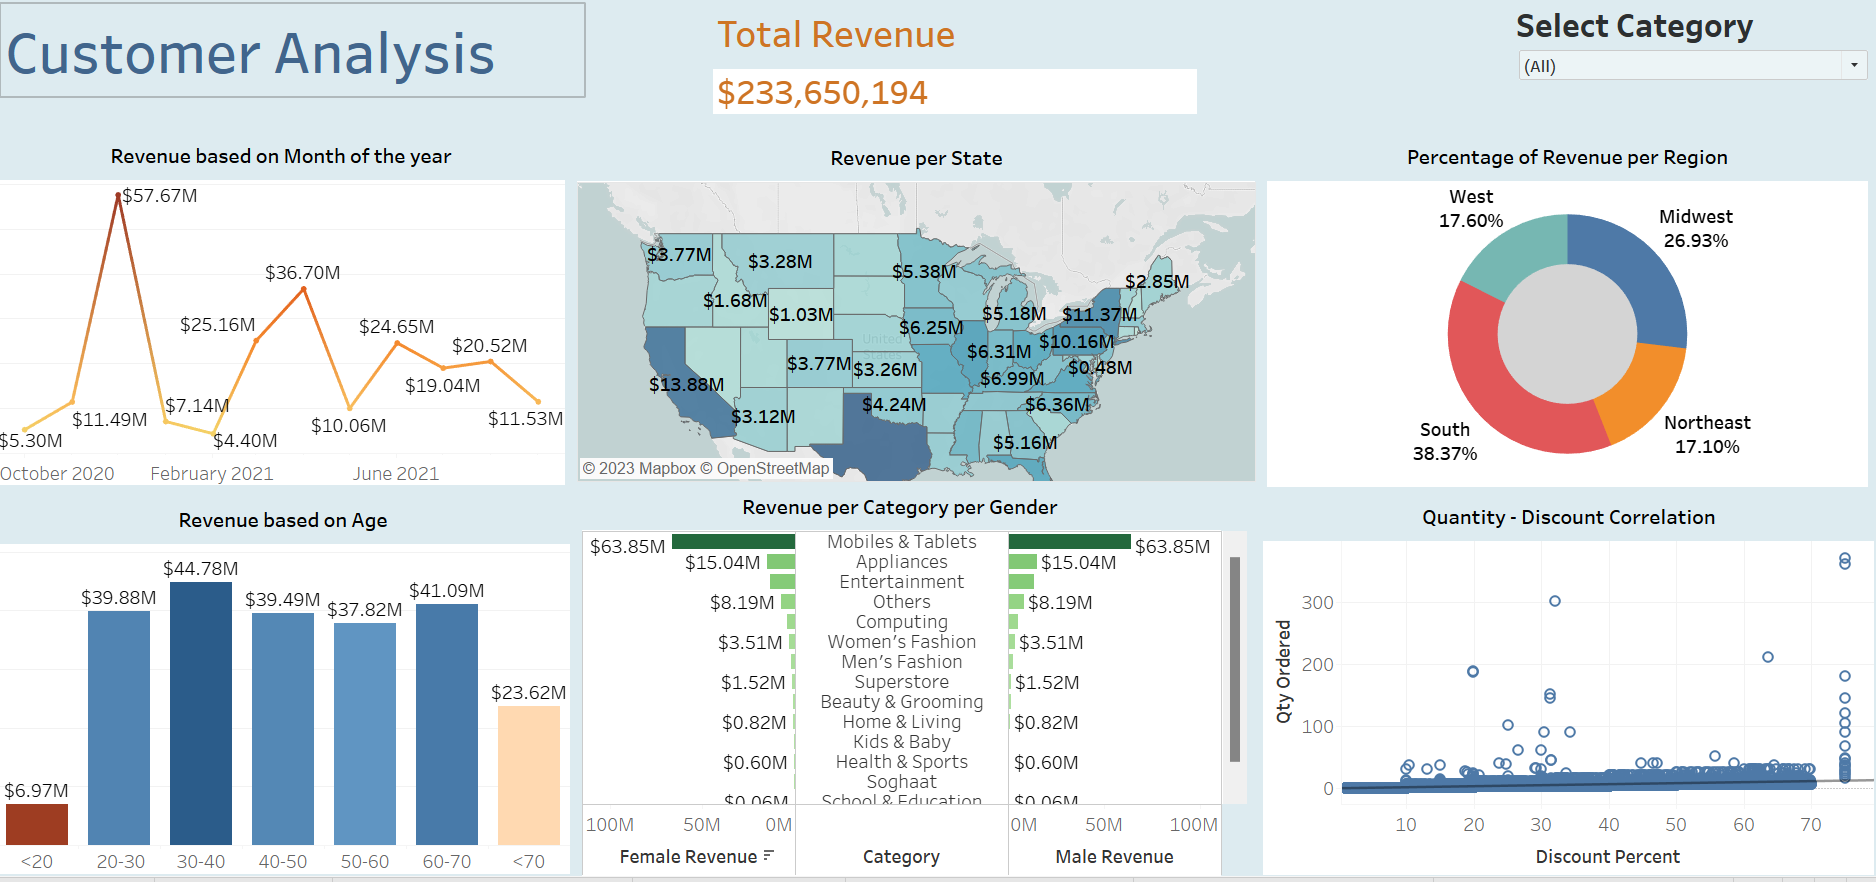 Customer Analysis
Total Revenue
$233,650,194
Select Category
(All)
Revenue based on Month of the year
$57.67M
$36.70M
$25.16M
$24.65M
$20.52M
$19.04M
$7.14M
$11.49M
$10.06M
$11.53M
$5.30M
$4.40M
October 2020
February 2021
June 2021
Revenue per State
$3.77M
$3.28M
$5.38M
$2.85M
$1.68M
$1.03M
$5.18M
$11.37M
$6.25M
$10.16M
$6.31M
$3.77M
$3.26M
$0.48M
$6.99M
$13.88M
$4.24M
$6.36M
$3.12M
$5.16M
United
States
© 2023 Mapbox © OpenStreetMap
Percentage of Revenue per Region
West
17.60%
Midwest
26.93%
South
38.37%
Northeast
17.10%
Revenue based on Age
$44.78M
$39.88M
$39.49M
$37.82M
$41.09M
$23.62M
$6.97M
<20
20-30
30-40
40-50
50-60
60-70
<70
Revenue per Category per Gender
$63.85M Mobiles & Tablets $63.85M
$15.04M Appliances $15.04M
Entertainment
$8.19M Others $8.19M
Computing
$3.51M Women's Fashion $3.51M
Men's Fashion
$1.52M Superstore $1.52M
Beauty & Grooming
$0.82M Home & Living $0.82M
Kids & Baby
$0.60M Health & Sports $0.60M
Soghaat
$0.06M School & Education $0.06M
100M 50M 0M 0M 50M 100M
Female Revenue Category Male Revenue
Quantity - Discount Correlation
Qty Ordered
300
200
100
0
10 20 30 40 50 60 70
Discount Percent